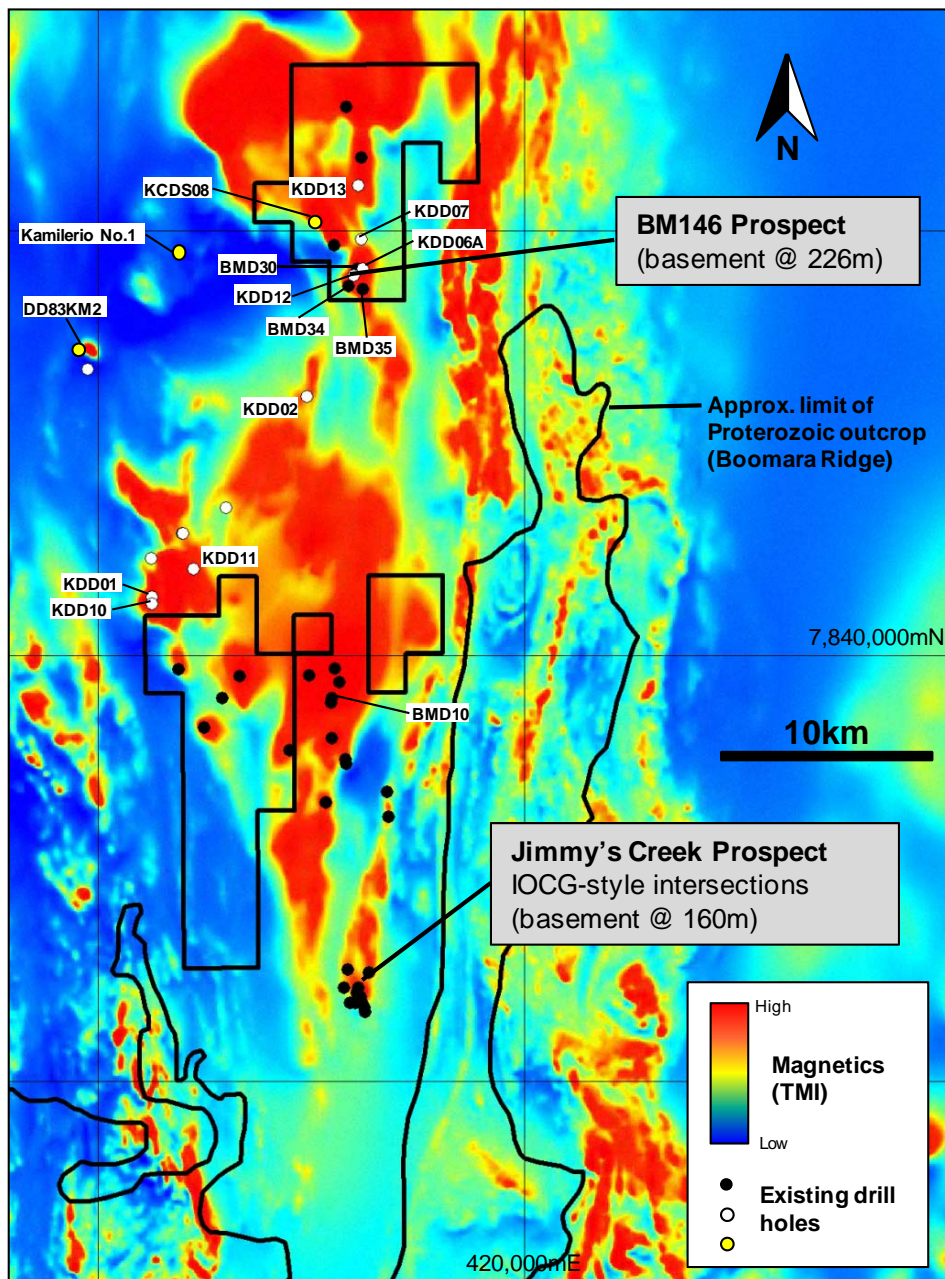 N
KDD13
KCDS08
KDD07
Kamilerio No.1
KDD06A
BM146 Prospect
(basement @ 226m)
BMD30
KDD12
BMD34
BMD35
DD83KM2
KDD02
Approx. limit of
Proterozoic outcrop
(Boomara Ridge)
KDD11
KDD01
KDD10
7,840,000mN
BMD10
10km
Jimmy's Creek Prospect
IOCG-style intersections
(basement @ 160m)
High
Magnetics
(TMI)
Low
Existing drill
holes
420,000mE